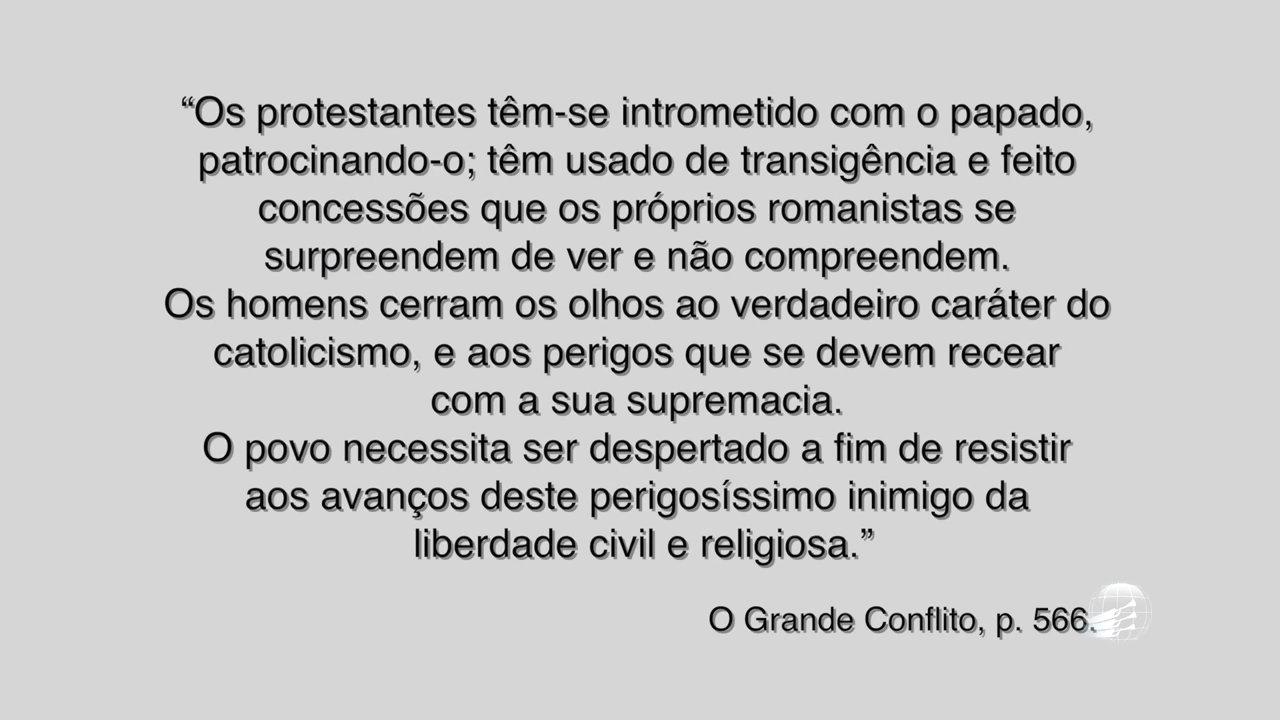 “Os protestantes têm-se intrometido com o papado,
patrocinando-o; têm usado de transigência e feito
concessões que os próprios romanistas se
surpreendem de ver e não compreendem.
Os homens cerram os olhos ao verdadeiro caráter do
catolicismo, e aos perigos que se devem recear
com a sua supremacia.
O povo necessita ser despertado a fim de resistir
aos avanços deste perigosíssimo inimigo da
liberdade civil e religiosa.”
O Grande Conflito, p. 566.